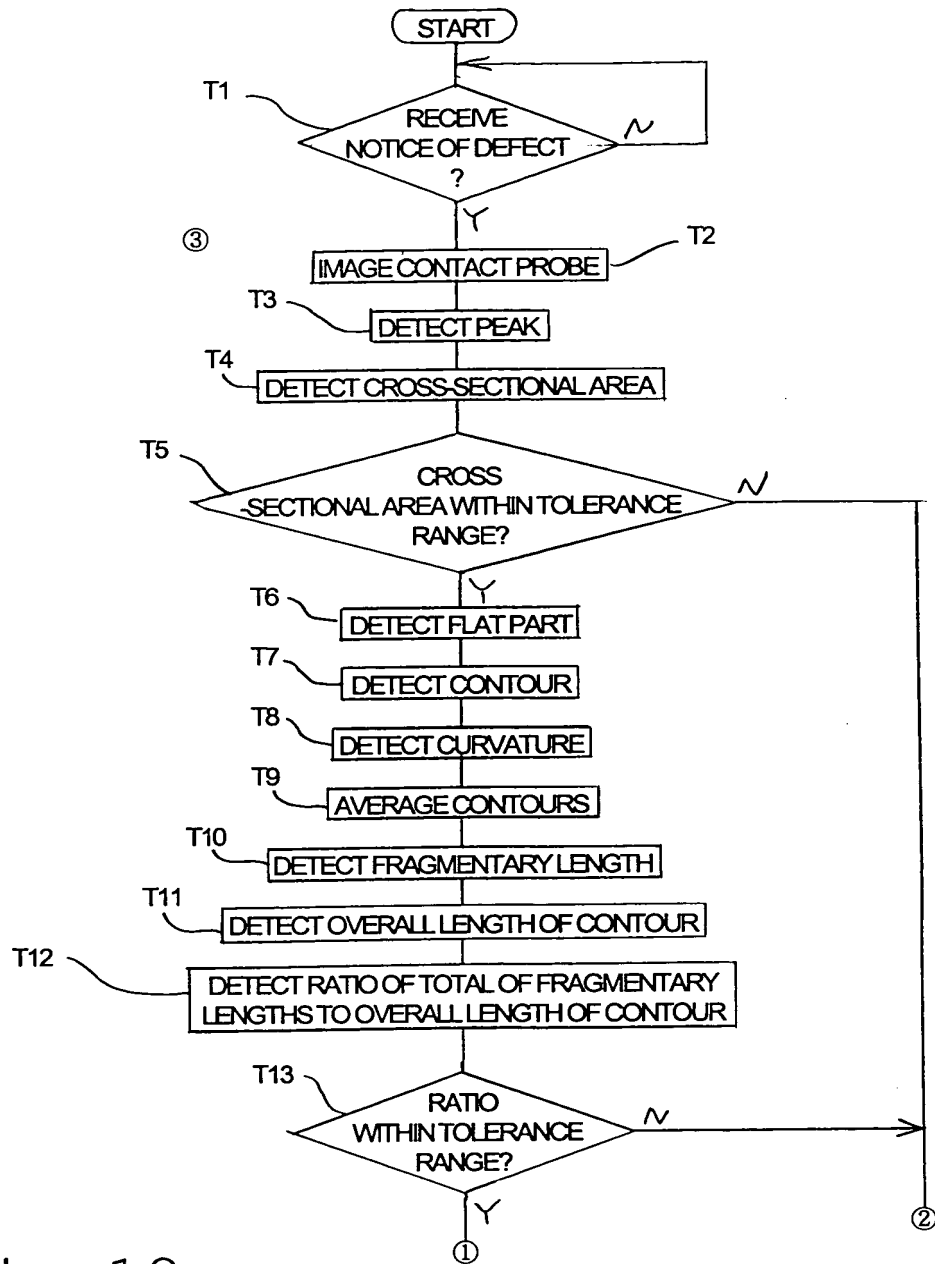 START
T1
RECEIVE
NOTICE OF DEFECT
?
N
Y
③
T2
IMAGE CONTACT PROBE
T3
DETECT PEAK
T4
DETECT CROSS-SECTIONAL AREA
T5
CROSS
-SECTIONAL AREA WITHIN TOLERANCE
RANGE?
N
Y
T6
DETECT FLAT PART
T7
DETECT CONTOUR
T8
DETECT CURVATURE
T9
AVERAGE CONTOURS
T10
DETECT FRAGMENTARY LENGTH
T11
DETECT OVERALL LENGTH OF CONTOUR
T12
DETECT RATIO OF TOTAL OF FRAGMENTARY
LENGTHS TO OVERALL LENGTH OF CONTOUR
T13
RATIO
WITHIN TOLERANCE
RANGE?
N
Y
①
②